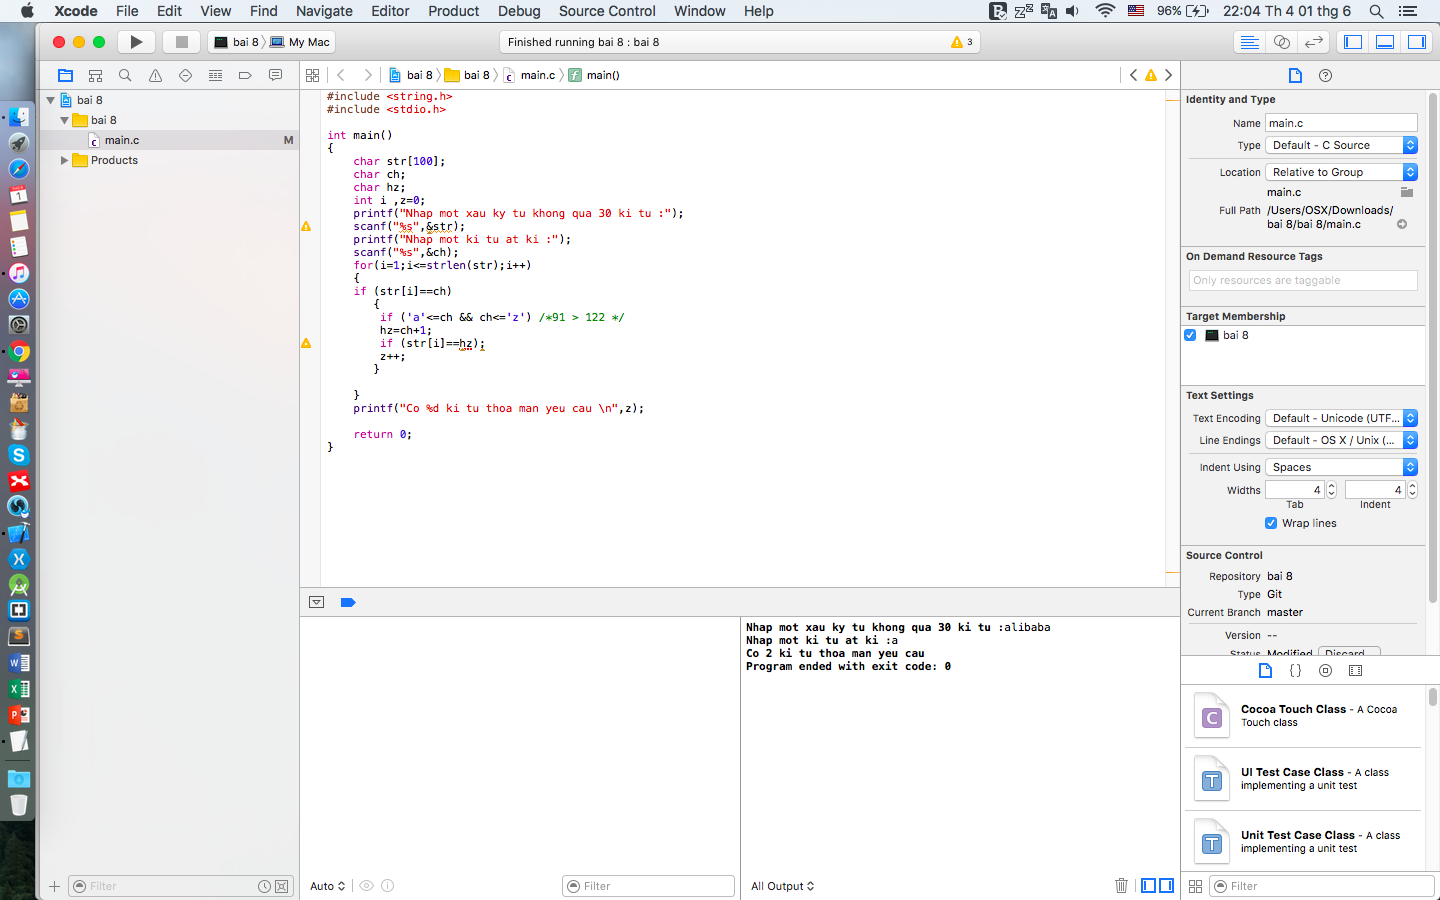 Xcode File Edit View Find Navigate Editor Product Debug Source Control Window Help 96% 22:04 Th 4 01 thg 6
bai 8 My Mac Finished running bai 8 : bai 8 3
bai 8 bai 8 main.c main()
bai 8
bai 8
main.c M
Products
Filter
#include <string.h>
#include <stdio.h>
int main()
{
char str[100];
char ch;
char hz;
int i ,z=0;
printf("Nhap mot xau ky tu khong qua 30 ki tu :");
scanf("%s",&str);
printf("Nhap mot ki tu at ki :");
scanf("%s",&ch);
for(i=1;i<=strlen(str);i++)
{
if (str[i]==ch)
{
if ('a'<=ch && ch<='z') /*91 > 122 */
hz=ch+1;
if (str[i]==hz);
z++;
}
}
printf("Co %d ki tu thoa man yeu cau \n",z);
return 0;
}
Auto Filter
Nhap mot xau ky tu khong qua 30 ki tu :alibaba
Nhap mot ki tu at ki :a
Co 2 ki tu thoa man yeu cau
Program ended with exit code: 0
All Output
Identity and Type
Name main.c
Type Default - C Source
Location Relative to Group
main.c
Full Path /Users/OSX/Downloads/
bai 8/bai 8/main.c
On Demand Resource Tags
Only resources are taggable
Target Membership
bai 8
Text Settings
Text Encoding Default - Unicode (UTF...
Line Endings Default - OS X / Unix (...
Indent Using Spaces
Widths 4 4
Tab Indent
Wrap lines
Source Control
Repository bai 8
Type Git
Current Branch master
Version --
Status Modified Discard...
C Cocoa Touch Class - A Cocoa
Touch class
T UI Test Case Class - A class
implementing a unit test
T Unit Test Case Class - A class
implementing a unit test
Filter